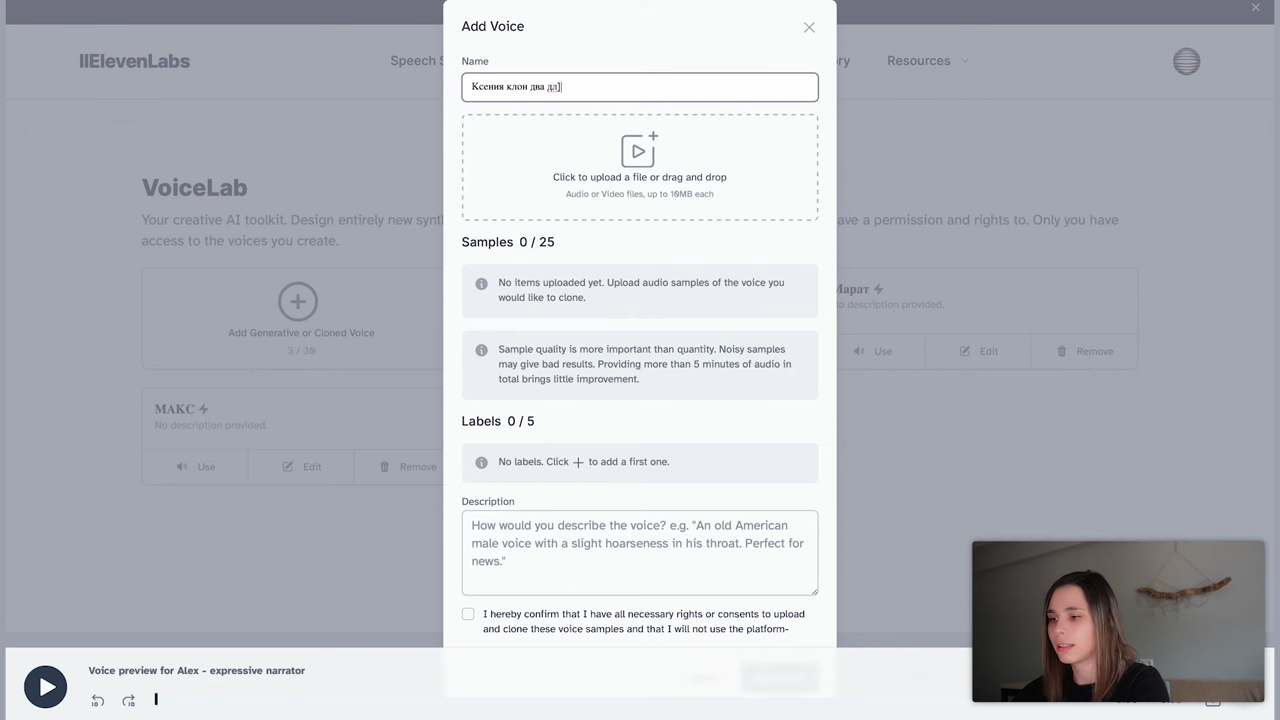 Add Voice
IIElevenLabs
Speech S
ry
Resources
Name
Ксения клон два дл]
Click to upload a file or drag and drop
Audio or Video files, up to 10MB each
VoiceLab
Your creative AI toolkit. Design entirely new synt
ave a permission and rights to. Only you have
access to the voices you create.
Samples 0 / 25
No items uploaded yet. Upload audio samples of the voice you
would like to clone.
Add Generative or Cloned Voice
3 / 30
Марат
o description provided.
Use
Edit
Remove
Sample quality is more important than quantity. Noisy samples
may give bad results. Providing more than 5 minutes of audio in
total brings little improvement.
МАКС
No description provided.
Use
Edit
Remove
Labels 0 / 5
No labels. Click + to add a first one.
Description
How would you describe the voice? e.g. "An old American
male voice with a slight hoarseness in his throat. Perfect for
news."
I hereby confirm that I have all necessary rights or consents to upload
and clone these voice samples and that I will not use the platform-
Voice preview for Alex - expressive narrator
10
10